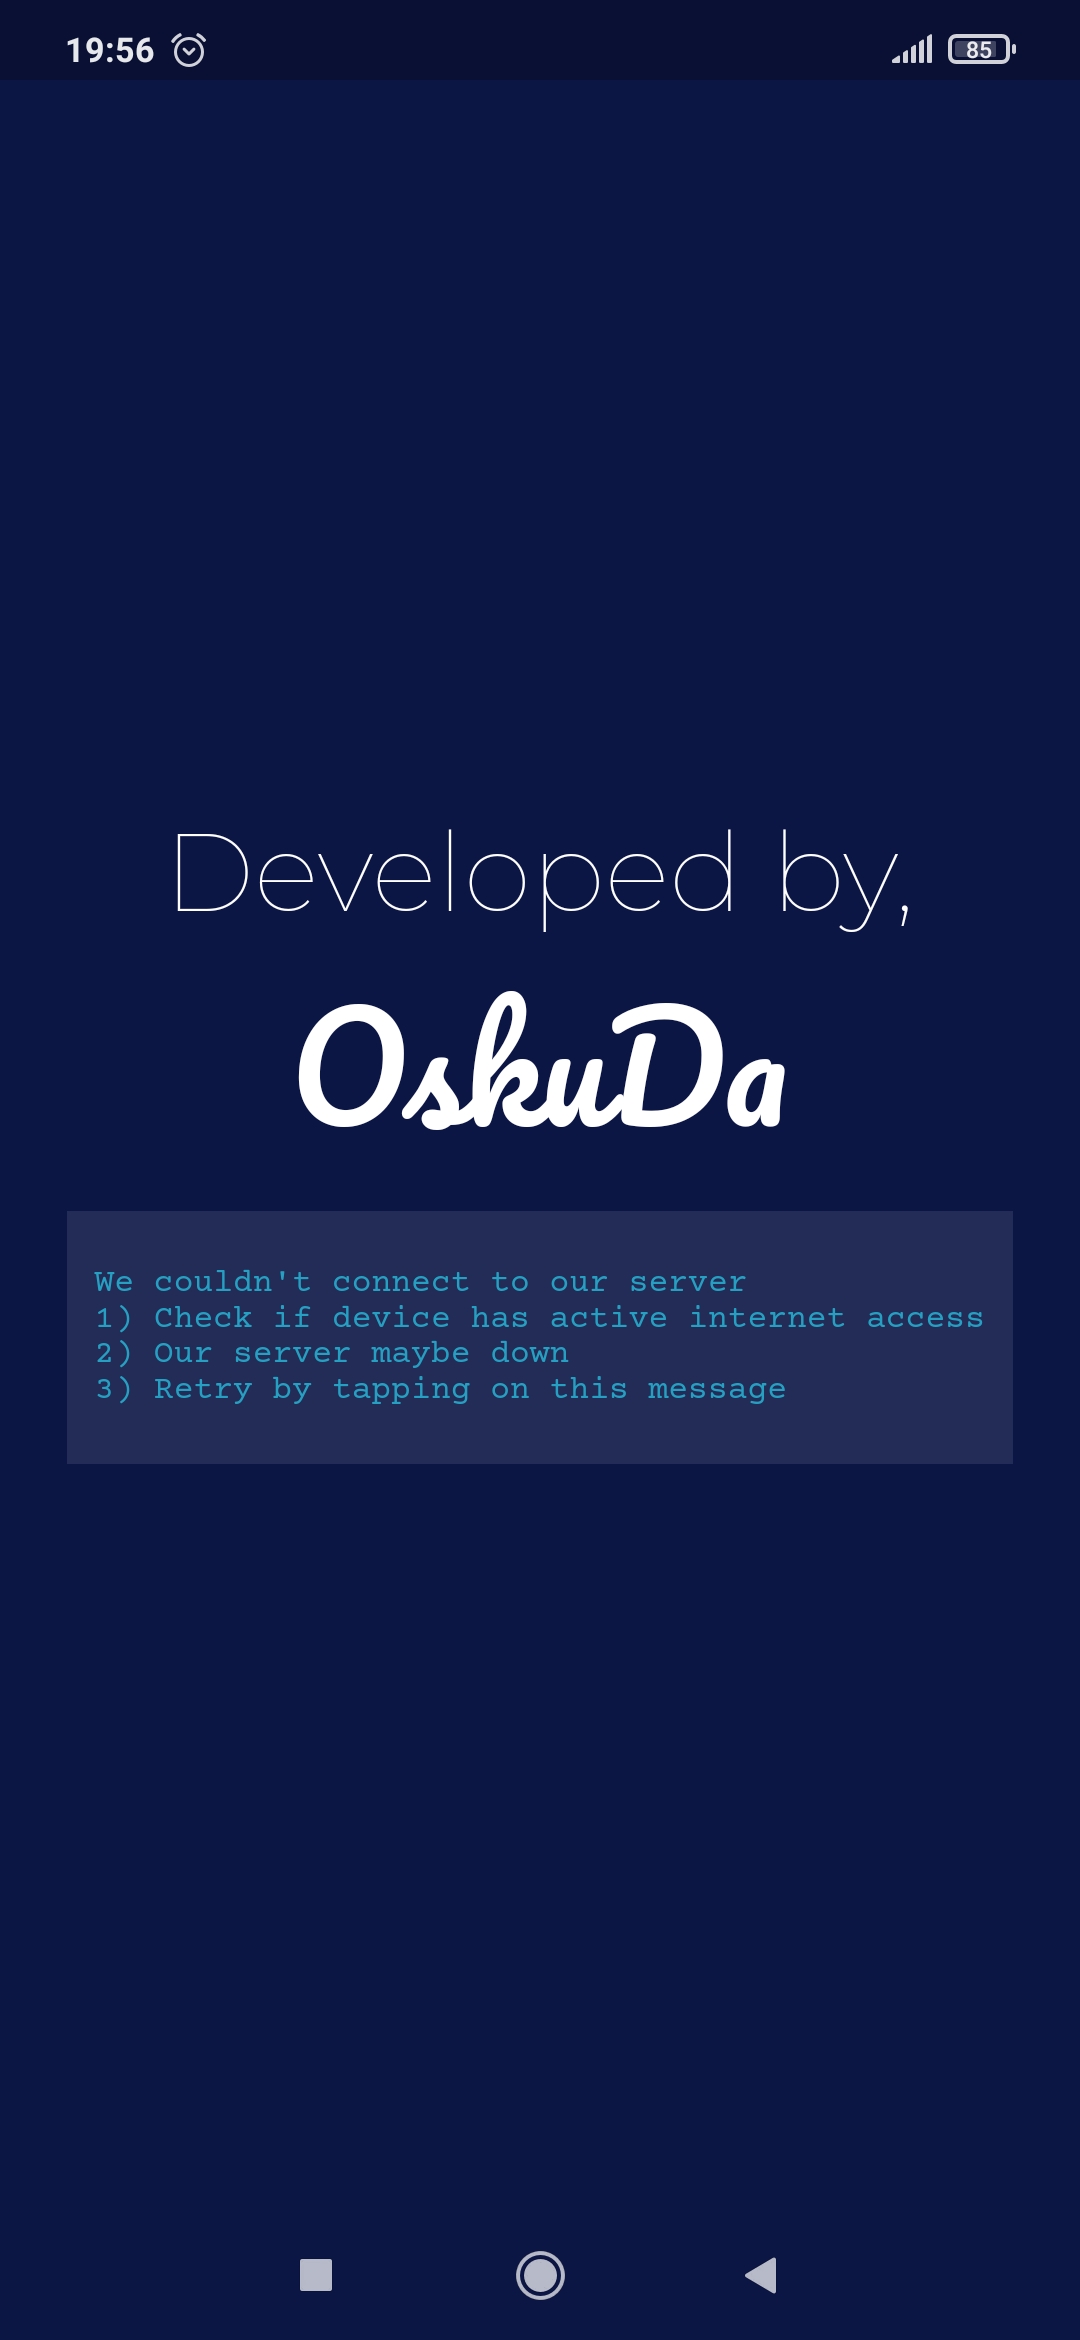 19:56
85
Developed by,
OskuDa
We couldn't connect to our server
1) Check if device has active internet access
2) Our server maybe down
3) Retry by tapping on this message